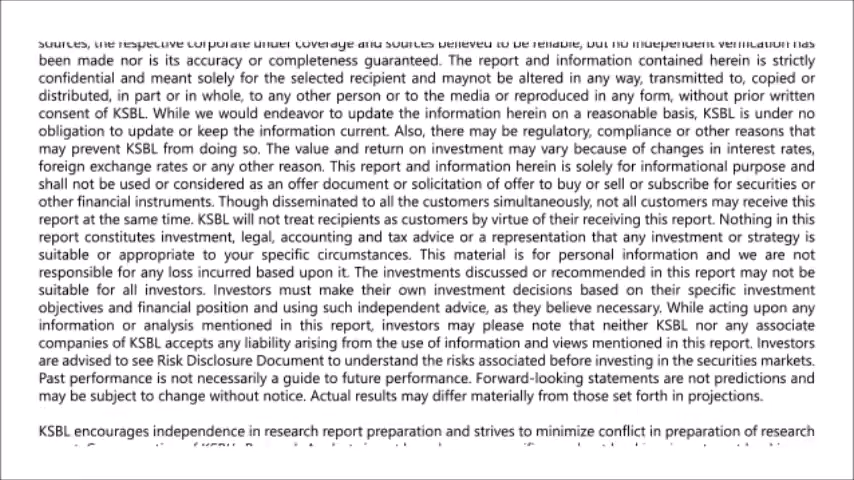 sources, the respective corporate under coverage and sources believed to be reliable, but no independent verification has
been made nor is its accuracy or completeness guaranteed. The report and information contained herein is strictly
confidential and meant solely for the selected recipient and maynot be altered in any way, transmitted to, copied or
distributed, in part or in whole, to any other person or to the media or reproduced in any form, without prior written
consent of KSBL. While we would endeavor to update the information herein on a reasonable basis, KSBL is under no
obligation to update or keep the information current. Also, there may be regulatory, compliance or other reasons that
may prevent KSBL from doing so. The value and return on investment may vary because of changes in interest rates,
foreign exchange rates or any other reason. This report and information herein is solely for informational purpose and
shall not be used or considered as an offer document or solicitation of offer to buy or sell or subscribe for securities or
other financial instruments. Though disseminated to all the customers simultaneously, not all customers may receive this
report at the same time. KSBL will not treat recipients as customers by virtue of their receiving this report. Nothing in this
report constitutes investment, legal, accounting and tax advice or a representation that any investment or strategy is
suitable or appropriate to your specific circumstances. This material is for personal information and we are not
responsible for any loss incurred based upon it. The investments discussed or recommended in this report may not be
suitable for all investors. Investors must make their own investment decisions based on their specific investment
objectives and financial position and using such independent advice, as they believe necessary. While acting upon any
information or analysis mentioned in this report, investors may please note that neither KSBL nor any associate
companies of KSBL accepts any liability arising from the use of information and views mentioned in this report. Investors
are advised to see Risk Disclosure Document to understand the risks associated before investing in the securities markets.
Past performance is not necessarily a guide to future performance. Forward-looking statements are not predictions and
may be subject to change without notice. Actual results may differ materially from those set forth in projections.
KSBL encourages independence in research report preparation and strives to minimize conflict in preparation of research